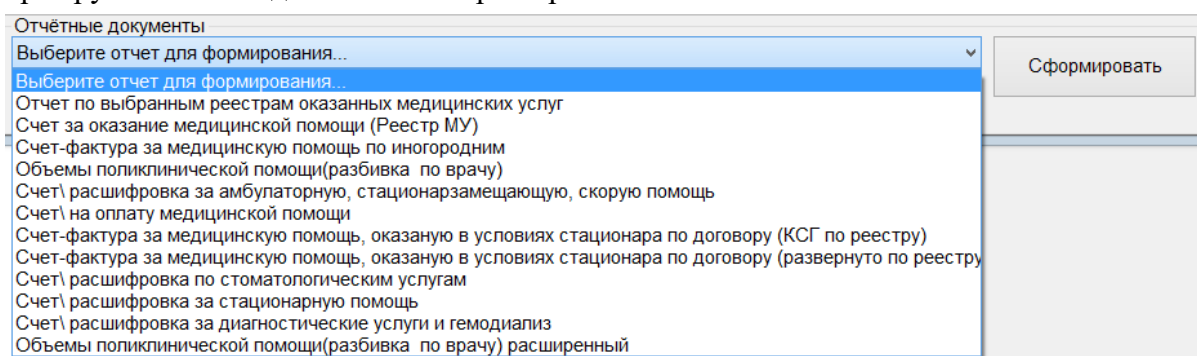 Отчётные документы
Выберите отчет для формирования...
Сформировать
Выберите отчет для формирования...
Отчет по выбранным реестрам оказанных медицинских услуг
Счет за оказание медицинской помощи (Реестр МУ)
Счет-фактура за медицинскую помощь по иногородним
Объемы поликлинической помощи(разбивка  по врачу)
Счет\ расшифровка за амбулаторную, стационарзамещающую, скорую помощь
Счет\ на оплату медицинской помощи
Счет-фактура за медицинскую помощь, оказаную в условиях стационара по договору (КСГ по реестру)
Счет-фактура за медицинскую помощь, оказаную в условиях стационара по договору (развернуто по реестру
Счет\ расшифровка по стоматологическим услугам
Счет\ расшифровка за стационарную помощь
Счет\ расшифровка за диагностические услуги и гемодиализ
Объемы поликлинической помощи(разбивка  по врачу) расширенный